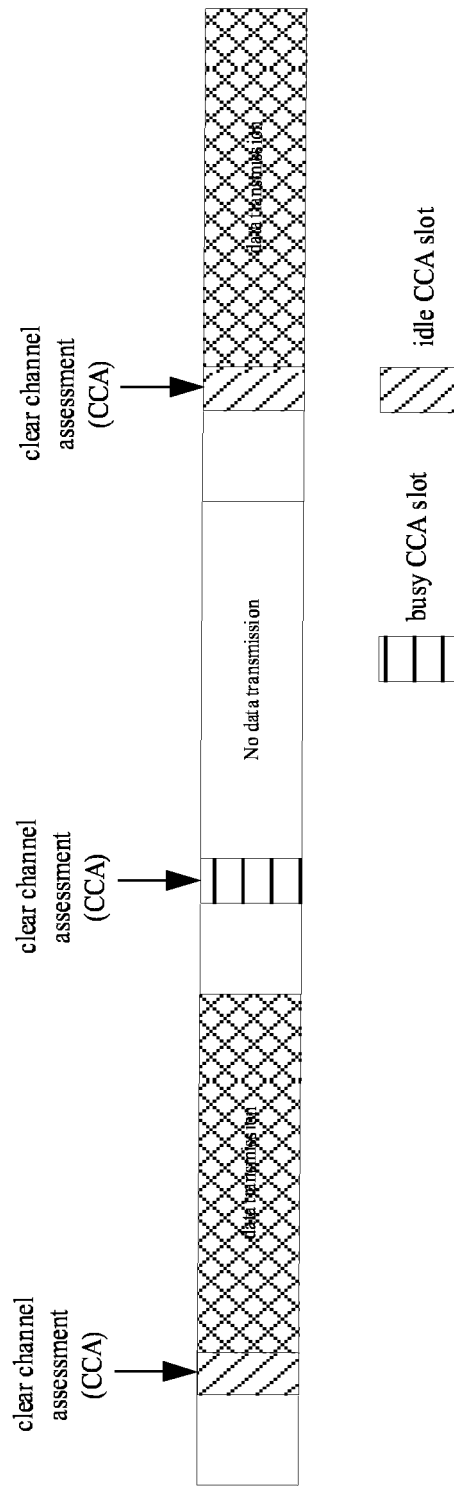 clear channel
assessment
(CCA)
clear channel
assessment
(CCA)
clear channel
assessment
(CCA)
data transmission
No data transmission
data transmission
busy CCA slot
idle CCA slot